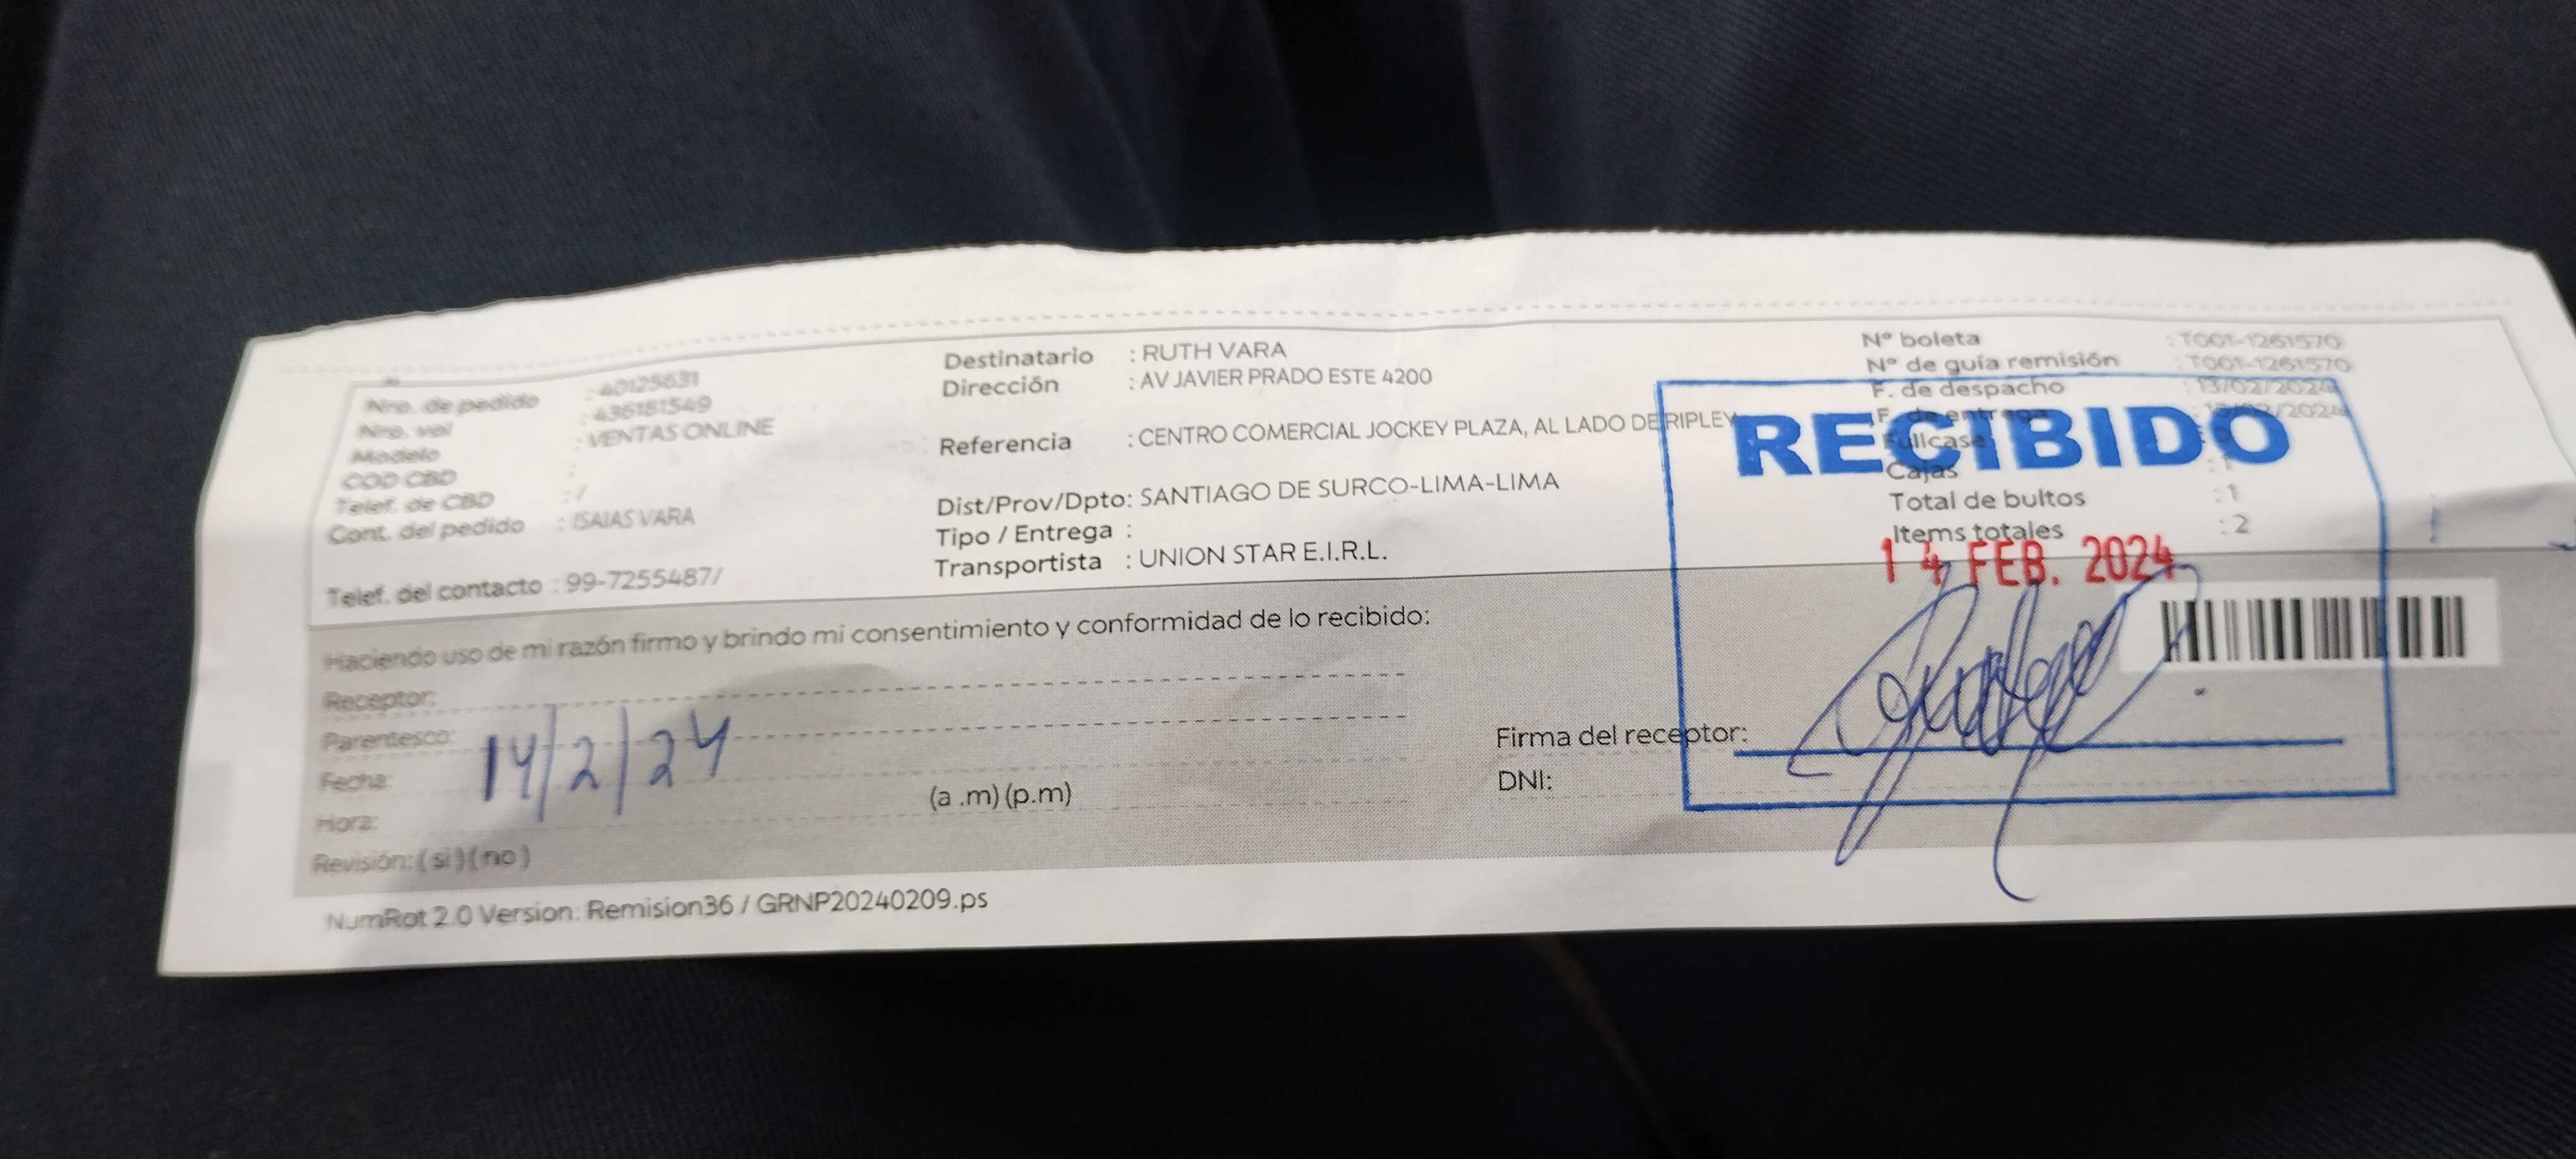 Nro. de pedido : 40125631
Nro. vol : 436181549
Modelo : VENTAS ONLINE
COD CBD :
Telef. de CBD : /
Cont. del pedido : ISAIAS VARA
Telef. del contacto : 99-7255487/
Destinatario : RUTH VARA
Dirección : AV JAVIER PRADO ESTE 4200
Referencia : CENTRO COMERCIAL JOCKEY PLAZA, AL LADO DE RIPLEY
Dist/Prov/Dpto: SANTIAGO DE SURCO-LIMA-LIMA
Tipo / Entrega :
Transportista : UNION STAR E.I.R.L.
Nº boleta : T001-1261570
Nº de guía remisión : T001-1261570
F. de despacho : 13/02/2024
F. de entrega
Fullcase
Cajas : 1
Total de bultos : 1
Items totales : 2
RECIBIDO
14 FEB. 2024
Haciendo uso de mi razón firmo y brindo mi consentimiento y conformidad de lo recibido:
Receptor:
Parentesco:
Fecha: 14/2/24
Hora: (a .m) (p.m)
Revisión: ( si ) ( no )
Firma del receptor:
DNI:
NumRot 2.0 Version: Remision36 / GRNP20240209.ps